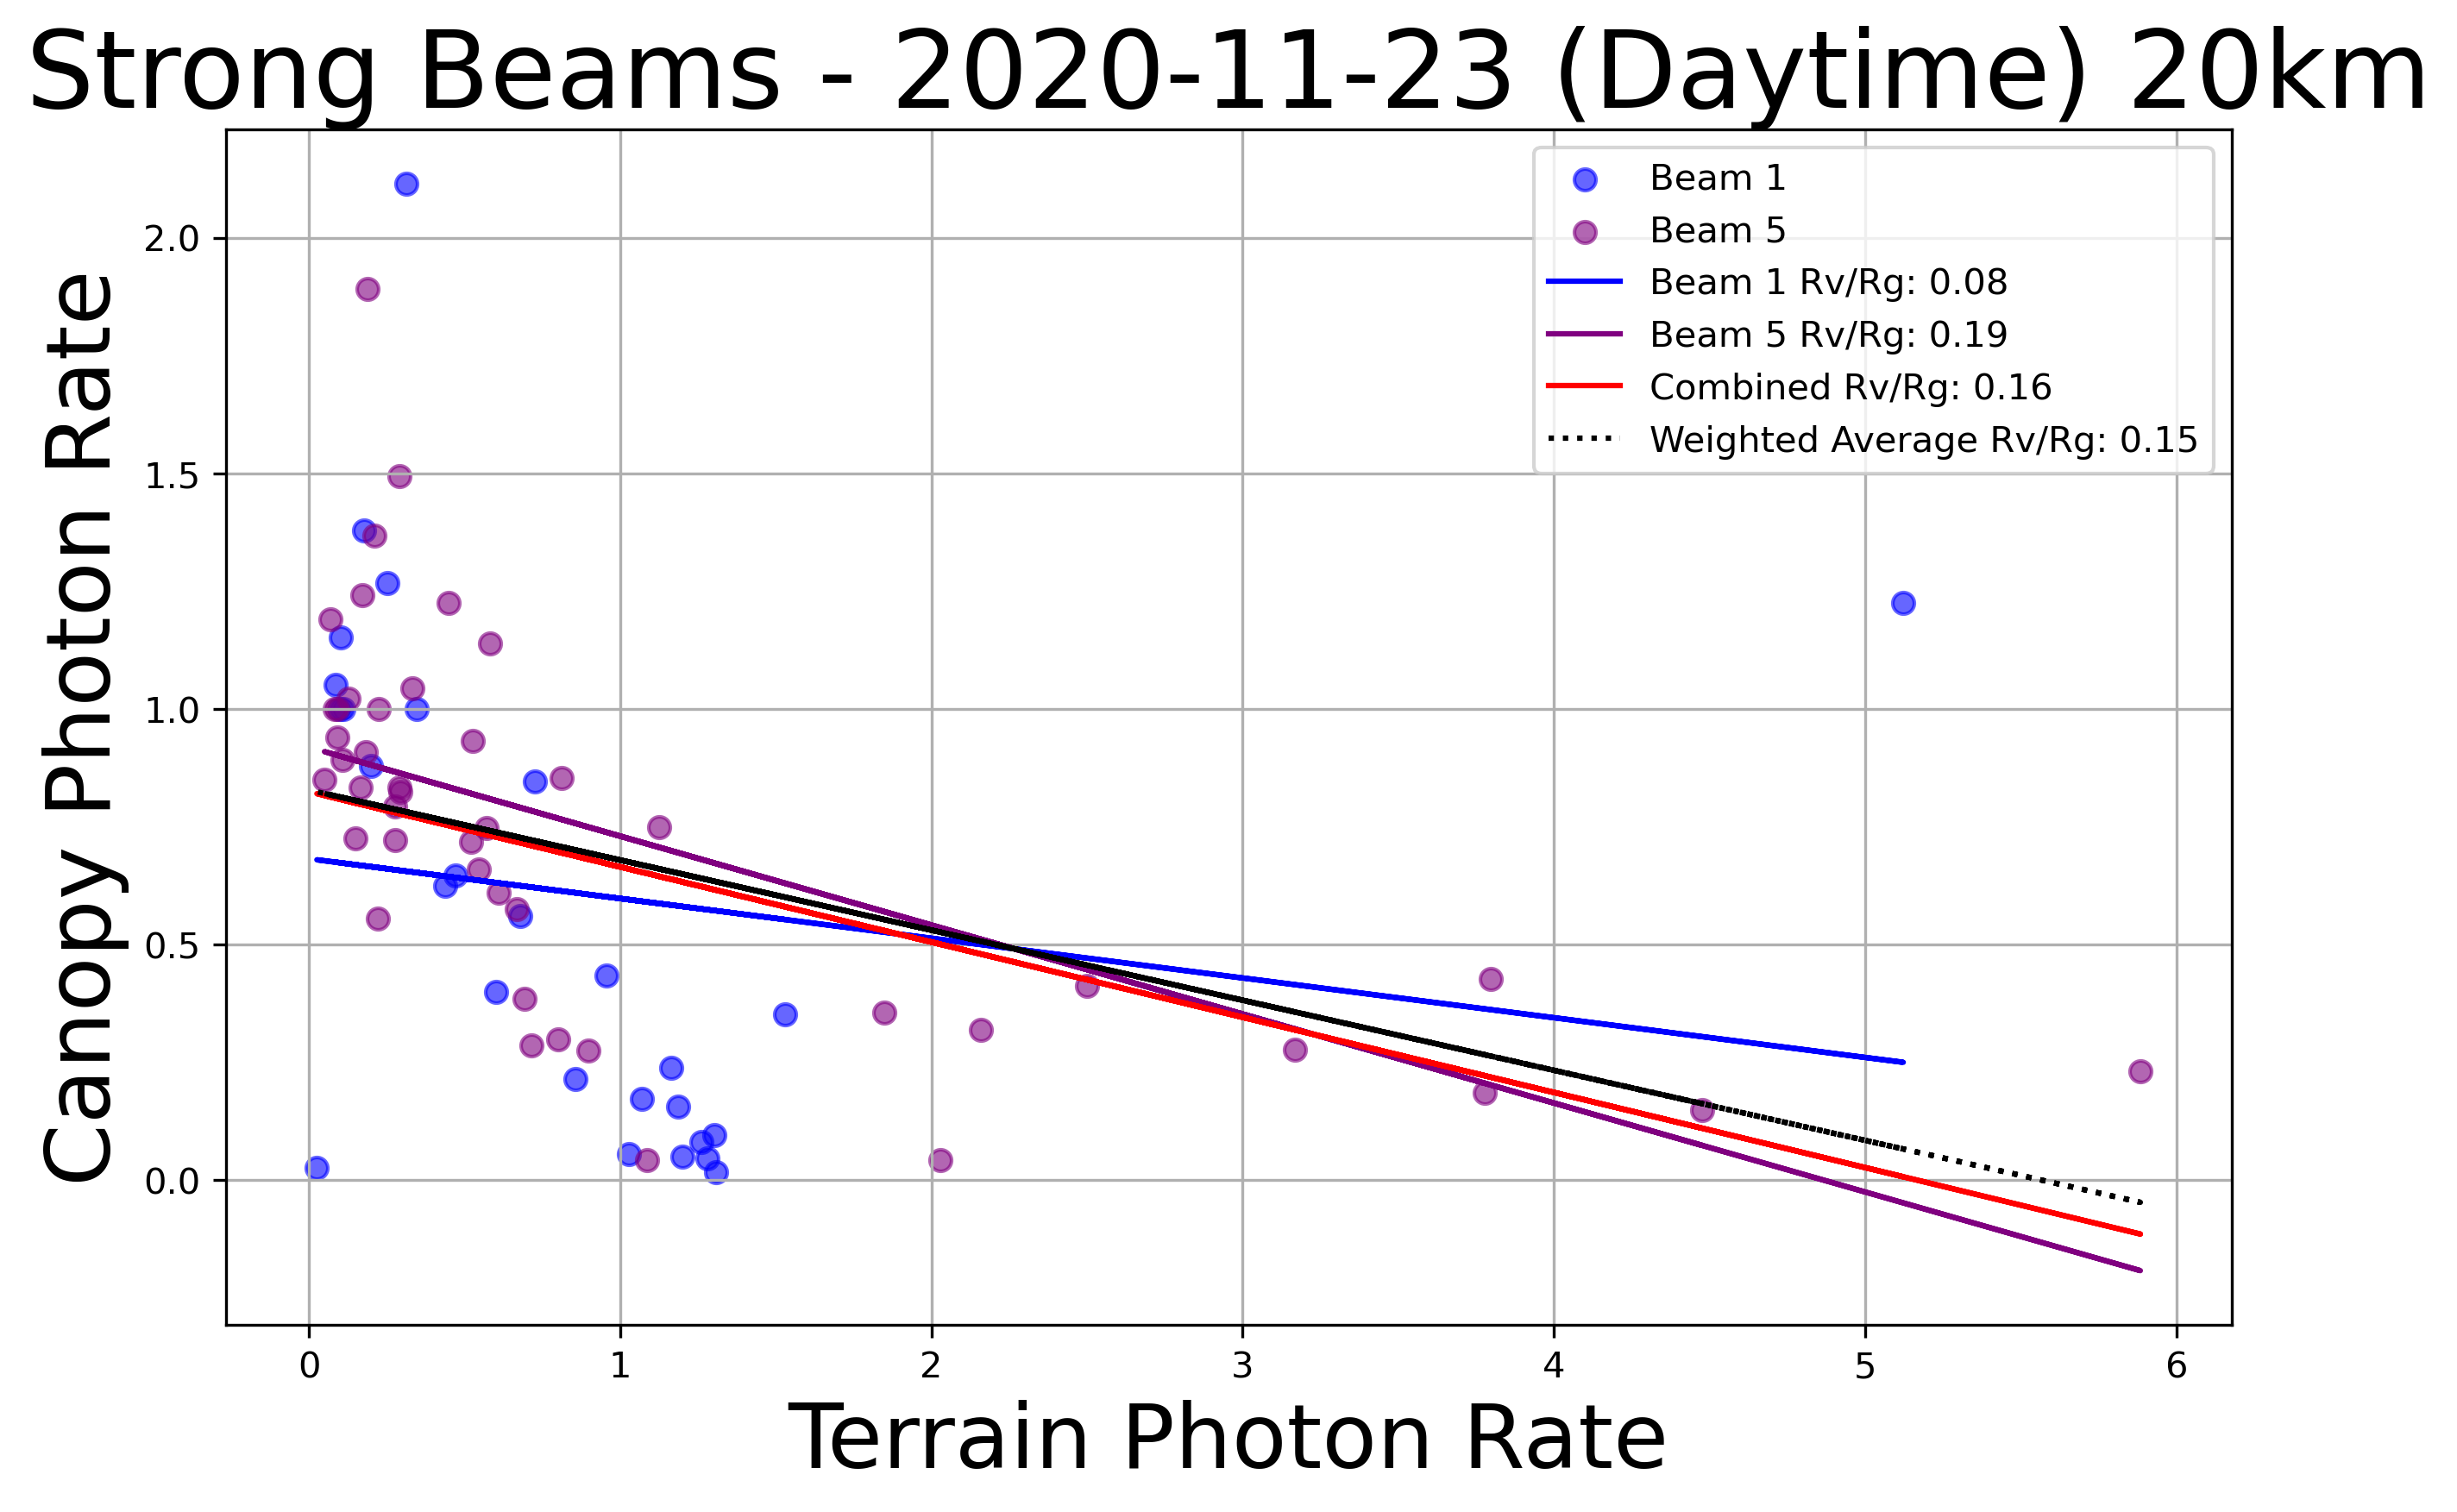 Strong Beams - 2020-11-23 (Daytime) 20km
Canopy Photon Rate
2.0
1.5
1.0
0.5
0.0
Beam 1
Beam 5
Beam 1 Rv/Rg: 0.08
Beam 5 Rv/Rg: 0.19
Combined Rv/Rg: 0.16
Weighted Average Rv/Rg: 0.15
0 1 2 3 4 5 6
Terrain Photon Rate